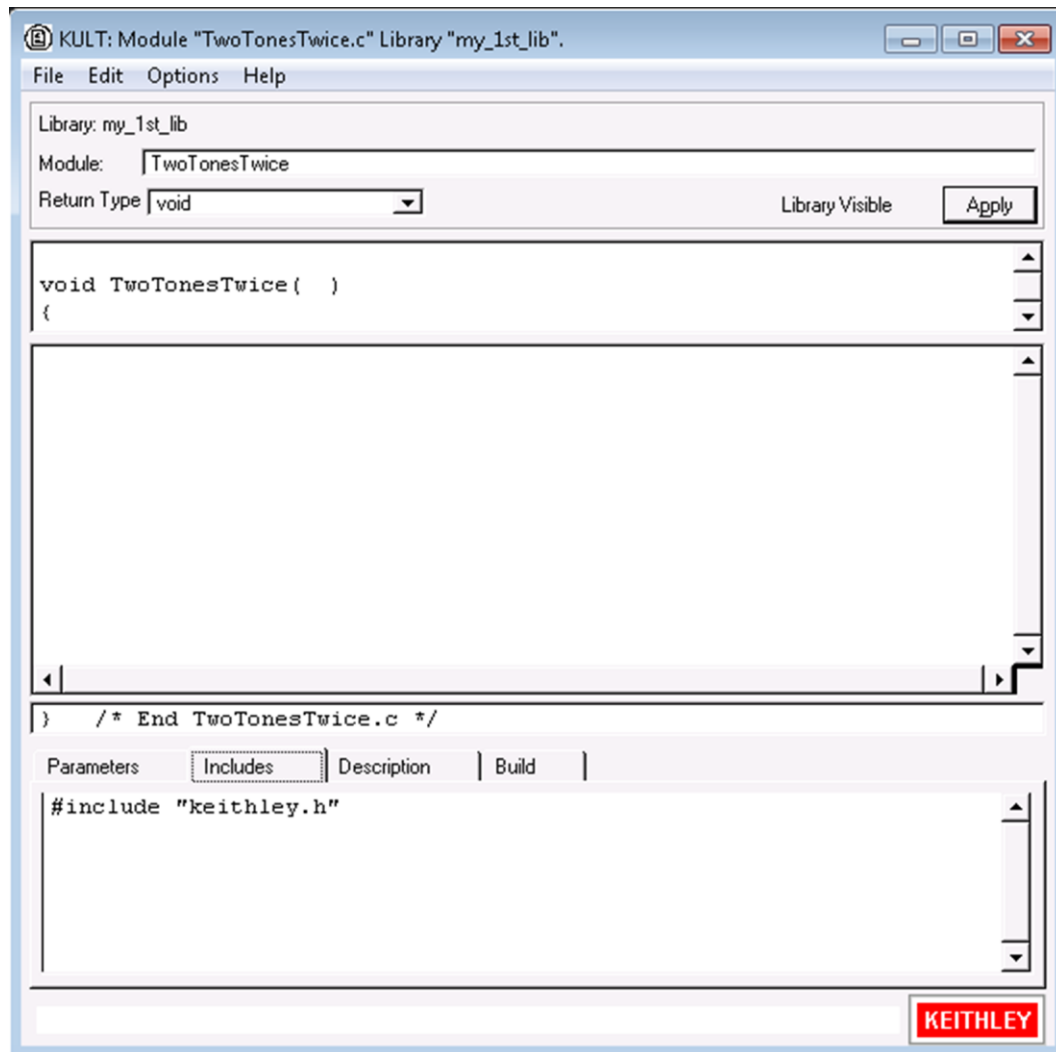 KULT: Module "TwoTonesTwice.c" Library "my_1st_lib".
File Edit Options Help
Library: my_1st_lib
Module: TwoTonesTwice
Return Type void Library Visible Apply
void TwoTonesTwice( )
{
} /* End TwoTonesTwice.c */
Parameters Includes Description Build
#include "keithley.h"
KEITHLEY